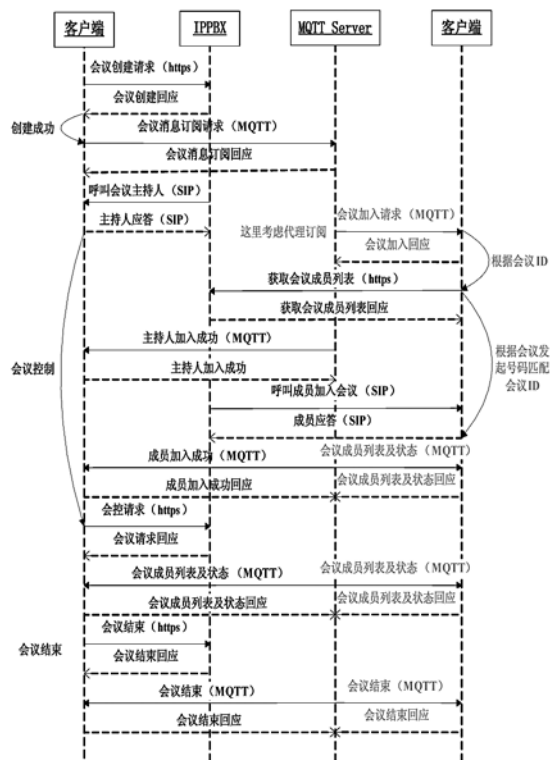 客户端
IPPBX
MQTT Server
客户端
会议创建请求（https）
会议创建回应
创建成功
会议消息订阅请求（MQTT）
会议消息订阅回应
呼叫会议主持人（SIP）
主持人应答（SIP）
这里考虑代理订阅
会议加入请求（MQTT）
会议加入回应
根据会议ID
获取会议成员列表（https）
获取会议成员列表回应
主持人加入成功（MQTT）
主持人加入成功
根据会议发
起号码匹配
会议ID
会议控制
呼叫成员加入会议（SIP）
成员应答（SIP）
成员加入成功（MQTT）
会议成员列表及状态（MQTT）
成员加入成功回应
会议成员列表及状态回应
会控请求（https）
会议请求回应
会议成员列表及状态（MQTT）
会议成员列表及状态（MQTT）
会议成员列表及状态回应
会议成员列表及状态回应
会议结束（https）
会议结束
会议结束回应
会议结束（MQTT）
会议结束（MQTT）
会议结束回应
会议结束回应